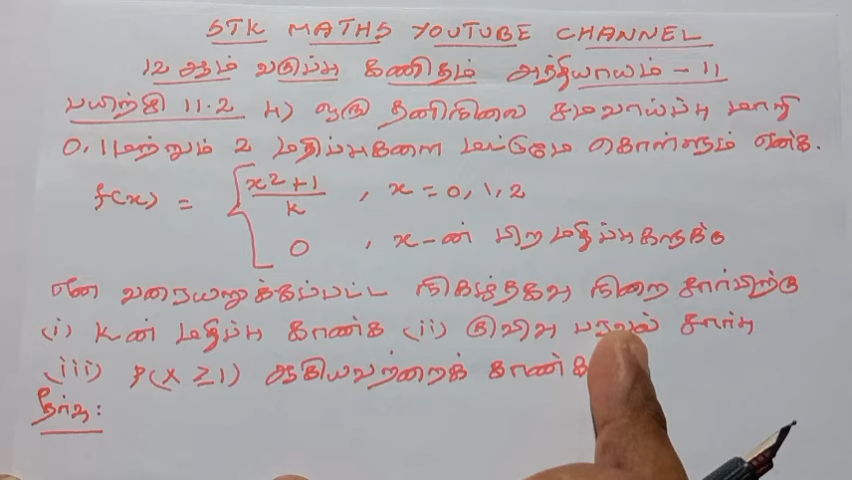 STK MATHS YOUTUBE CHANNEL
12 ஆம் வகுப்பு கணிதம் அத்தியாயம் - 11
பயிற்சி 11.2 4) ஒரு தனிநிலை சமவாய்ப்பு மாறி
0, 1 மற்றும் 2 மதிப்புகளை மட்டுமே கொள்ளும் என்க.
f(x) = { x2+1 / k , x = 0, 1, 2
0 , x-ன் பிற மதிப்புகளுக்கு
என வரையறுக்கப்பட்ட நிகழ்தகவு நிறை சார்பிற்கு
(i) k ன் மதிப்பு காண்க (ii) குவிவு பரவல் சார்பு
(iii) P(X ≥ 1) ஆகியவற்றைக் காண்க
தீர்வு: